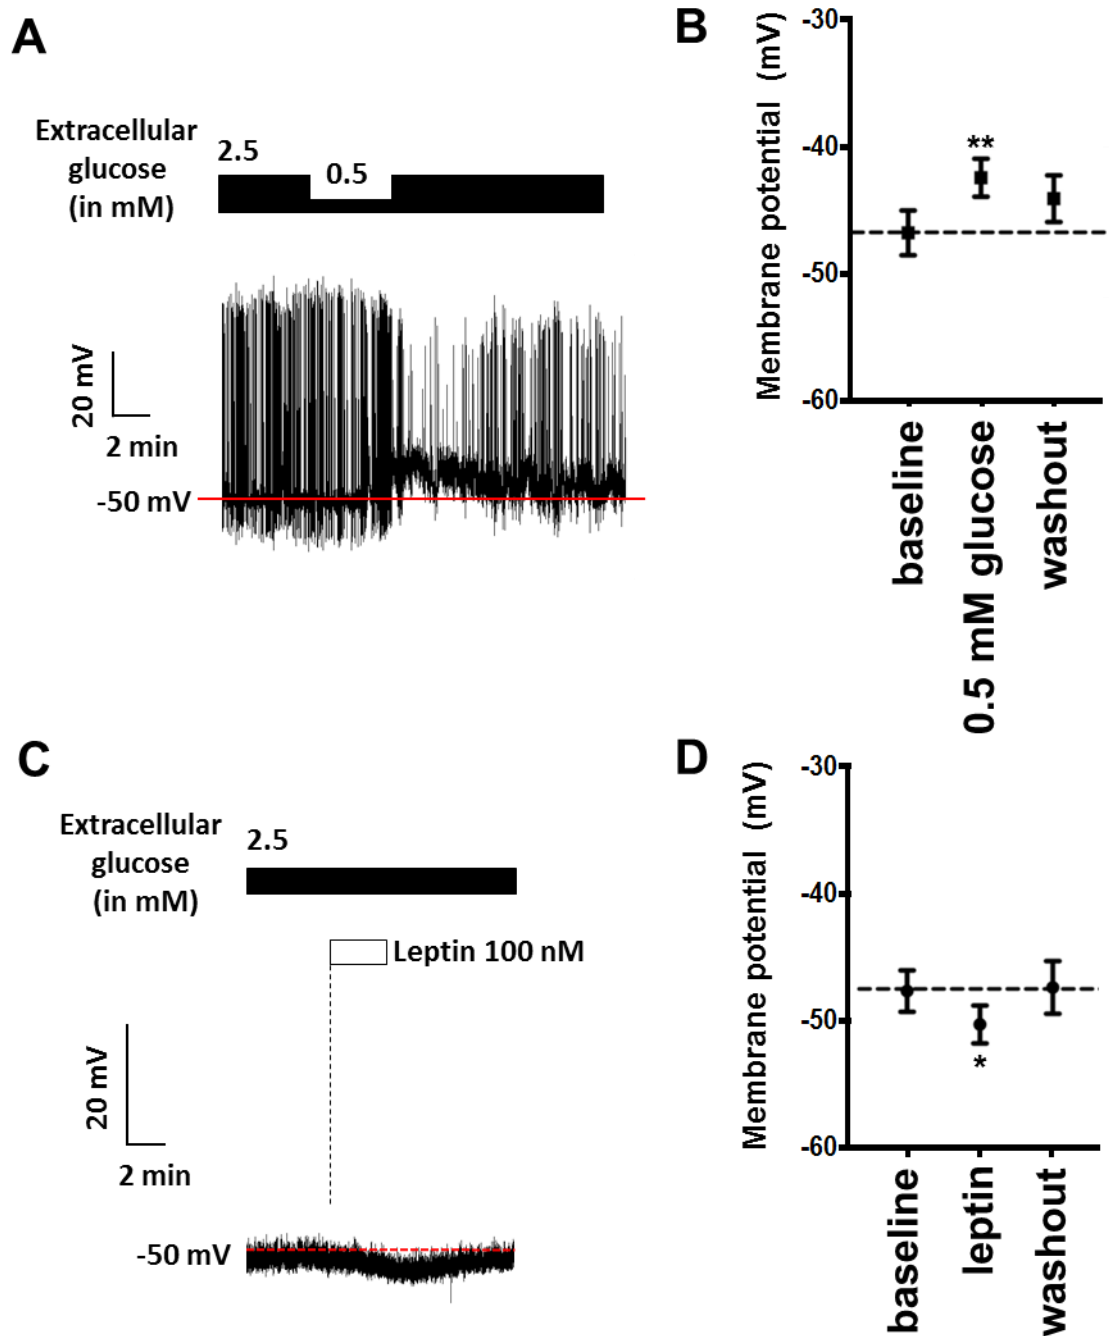 A
Extracellular
glucose
(in mM)
2.5
0.5
20 mV
2 min
-50 mV
B
Membrane potential (mV)
-30
-40
-50
-60
**
baseline
0.5 mM glucose
washout
C
Extracellular
glucose
(in mM)
2.5
Leptin 100 nM
20 mV
2 min
-50 mV
D
Membrane potential (mV)
-30
-40
-50
-60
*
baseline
leptin
washout